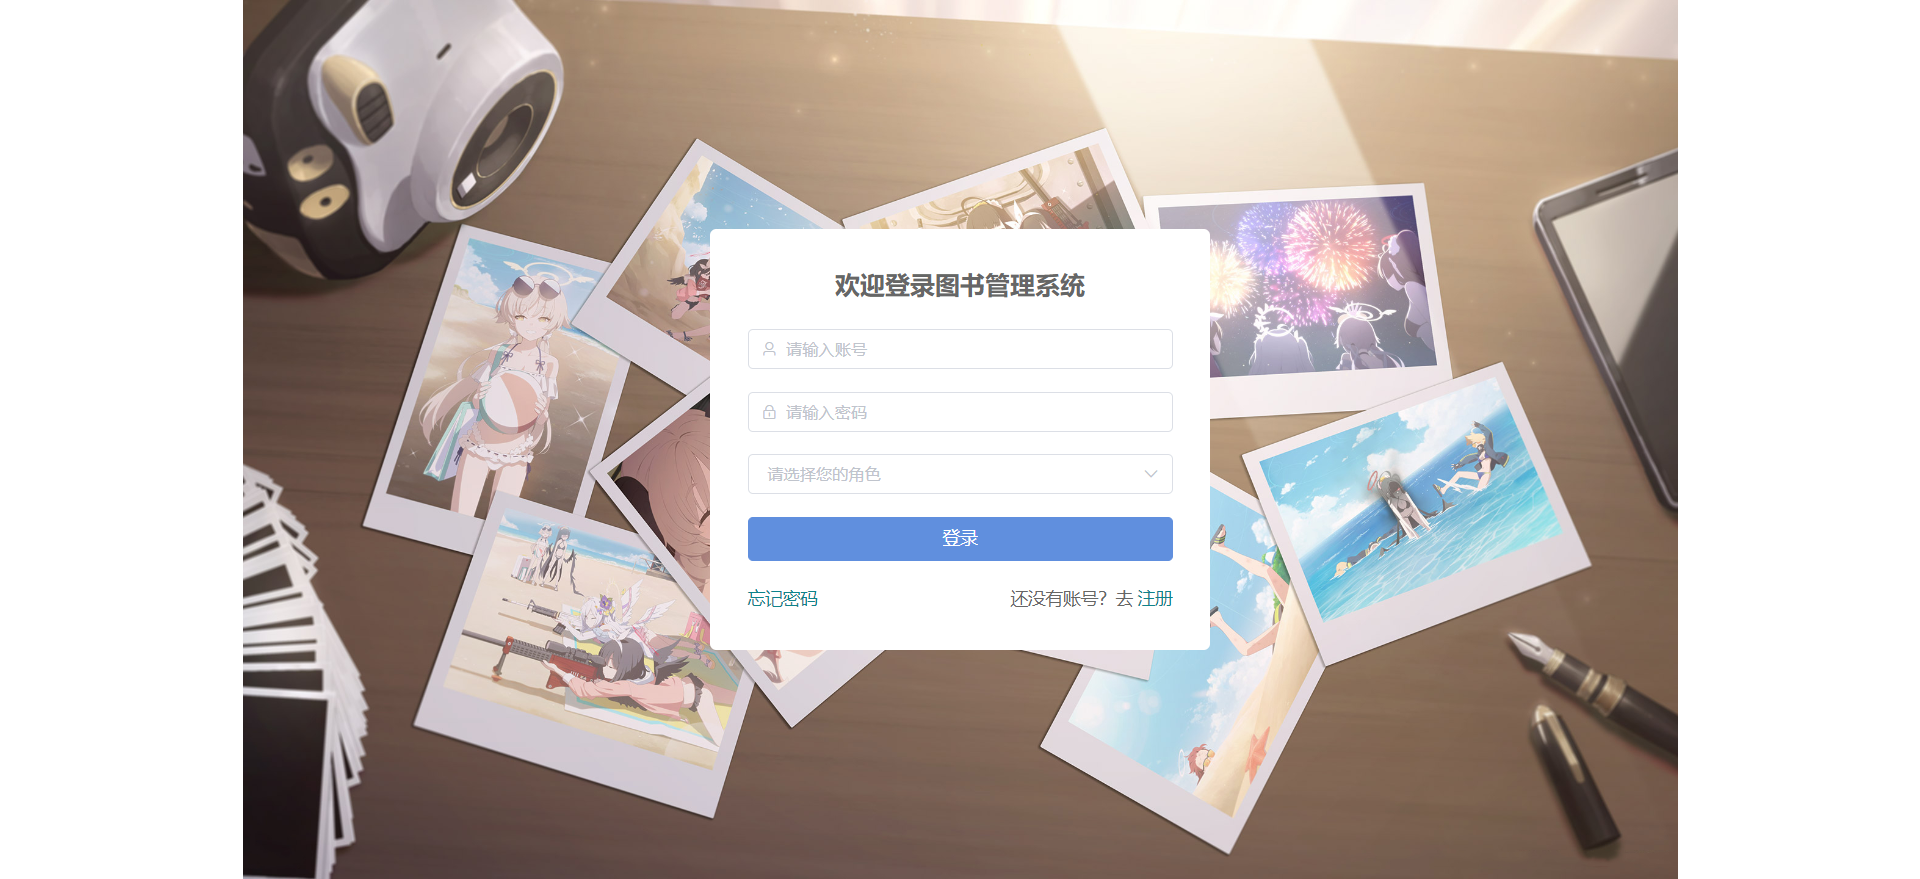 欢迎登录图书管理系统
请输入账号
请输入密码
请选择您的角色
登录
忘记密码 还没有账号？去 注册